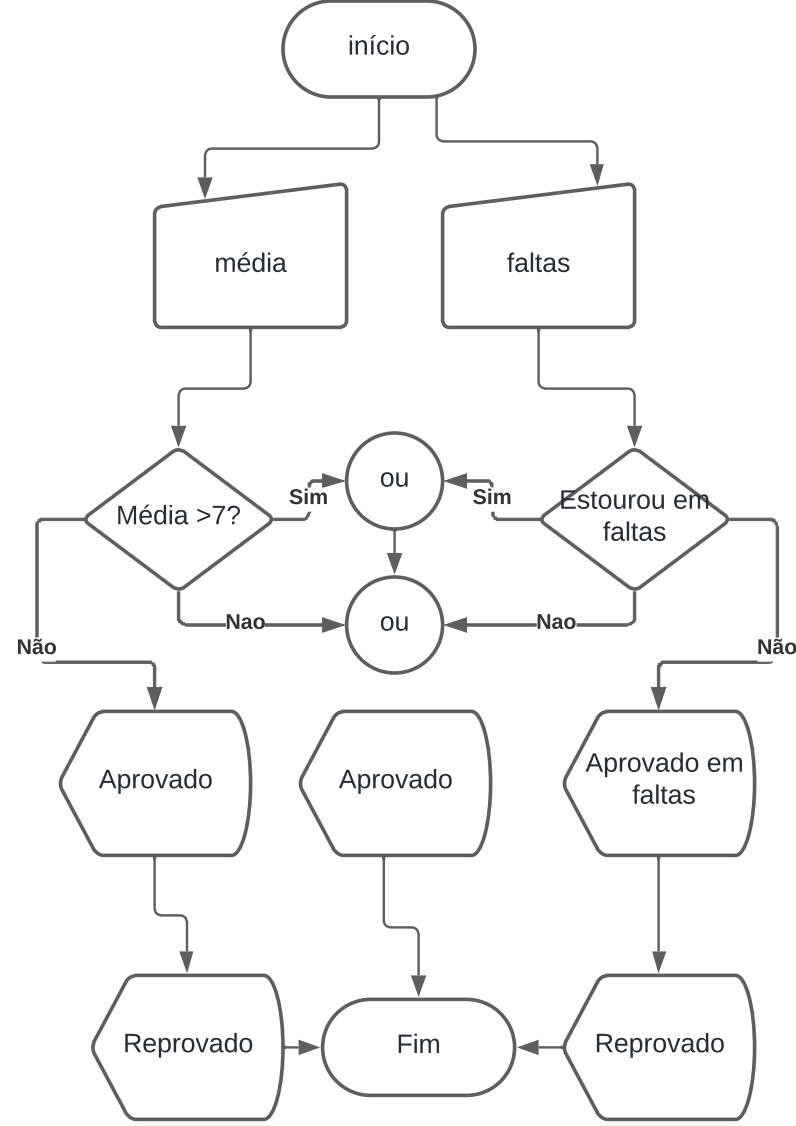 início
média
faltas
ou
Sim
Sim
Média >7?
Estourou em
faltas
Nao
ou
Nao
Não
Não
Aprovado
Aprovado
Aprovado em
faltas
Reprovado
Fim
Reprovado